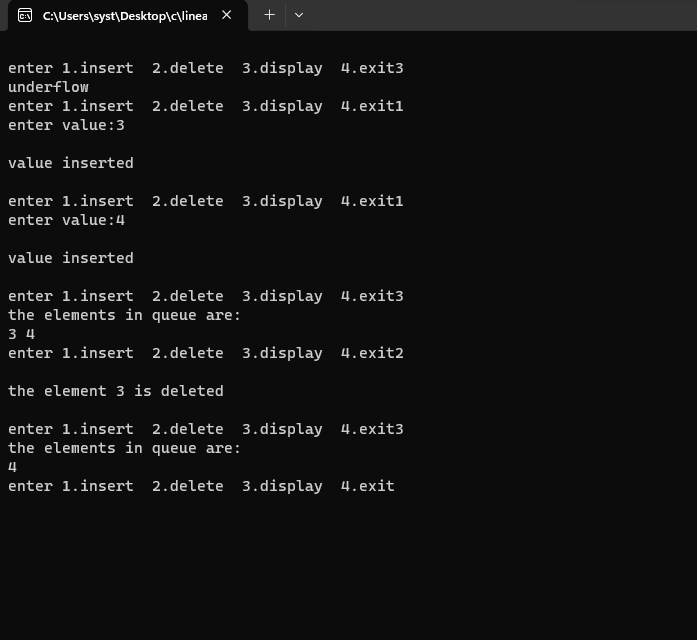 C:\Users\syst\Desktop\c\linea
enter 1.insert  2.delete  3.display  4.exit3
underflow
enter 1.insert  2.delete  3.display  4.exit1
enter value:3
value inserted
enter 1.insert  2.delete  3.display  4.exit1
enter value:4
value inserted
enter 1.insert  2.delete  3.display  4.exit3
the elements in queue are:
3 4
enter 1.insert  2.delete  3.display  4.exit2
the element 3 is deleted
enter 1.insert  2.delete  3.display  4.exit3
the elements in queue are:
4
enter 1.insert  2.delete  3.display  4.exit